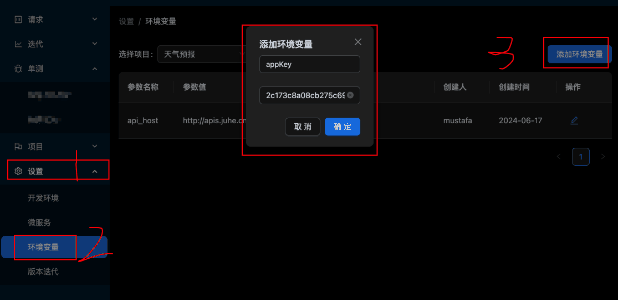 请求
迭代
单测
项目
设置
开发环境
微服务
环境变量
版本迭代
1
2
设置 / 环境变量
选择项目: 天气预报
3
添加环境变量
参数名称 参数值 创建人 创建时间 操作
api_host http://apis.juhe.cn mustafa 2024-06-17
1
添加环境变量
appKey
2c173c8a08cb275c69
取 消 确 定